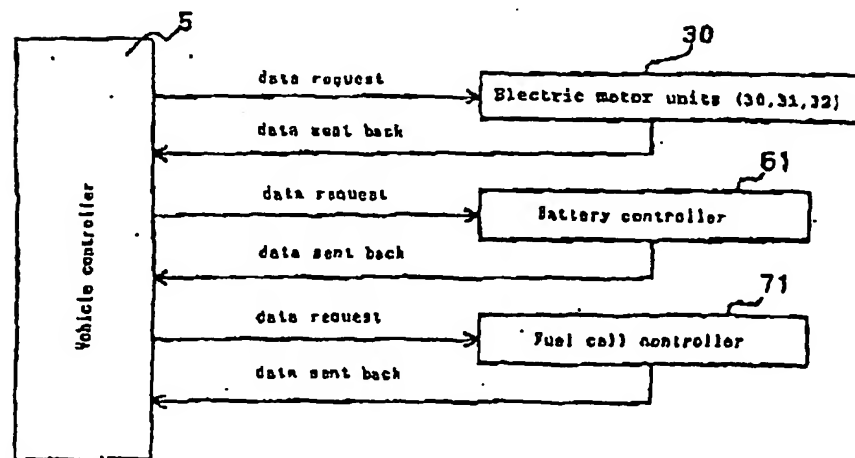 5
30
data request
Electric motor units (30,31,32)
data sent back
61
data request
Battery controller
data sent back
Vehicle controller
71
data request
Fuel call controller
data sent back